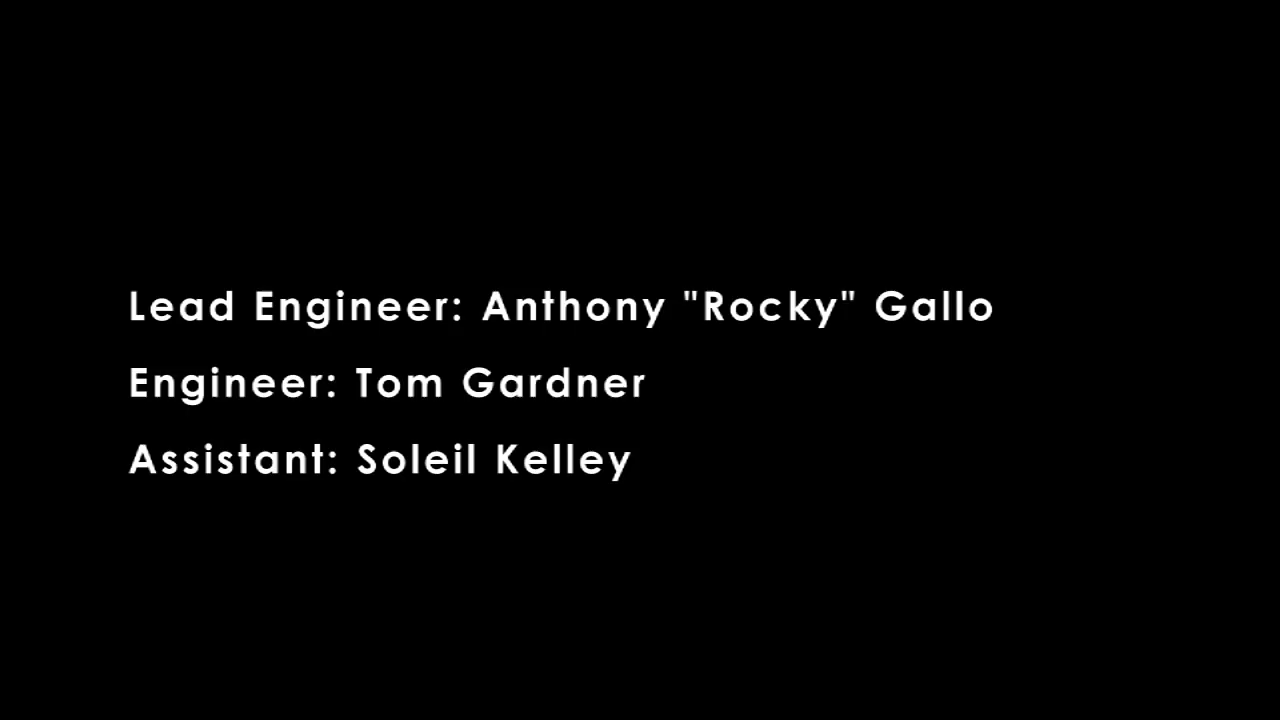 Lead Engineer: Anthony "Rocky" Gallo
Engineer: Tom Gardner
Assistant: Soleil Kelley